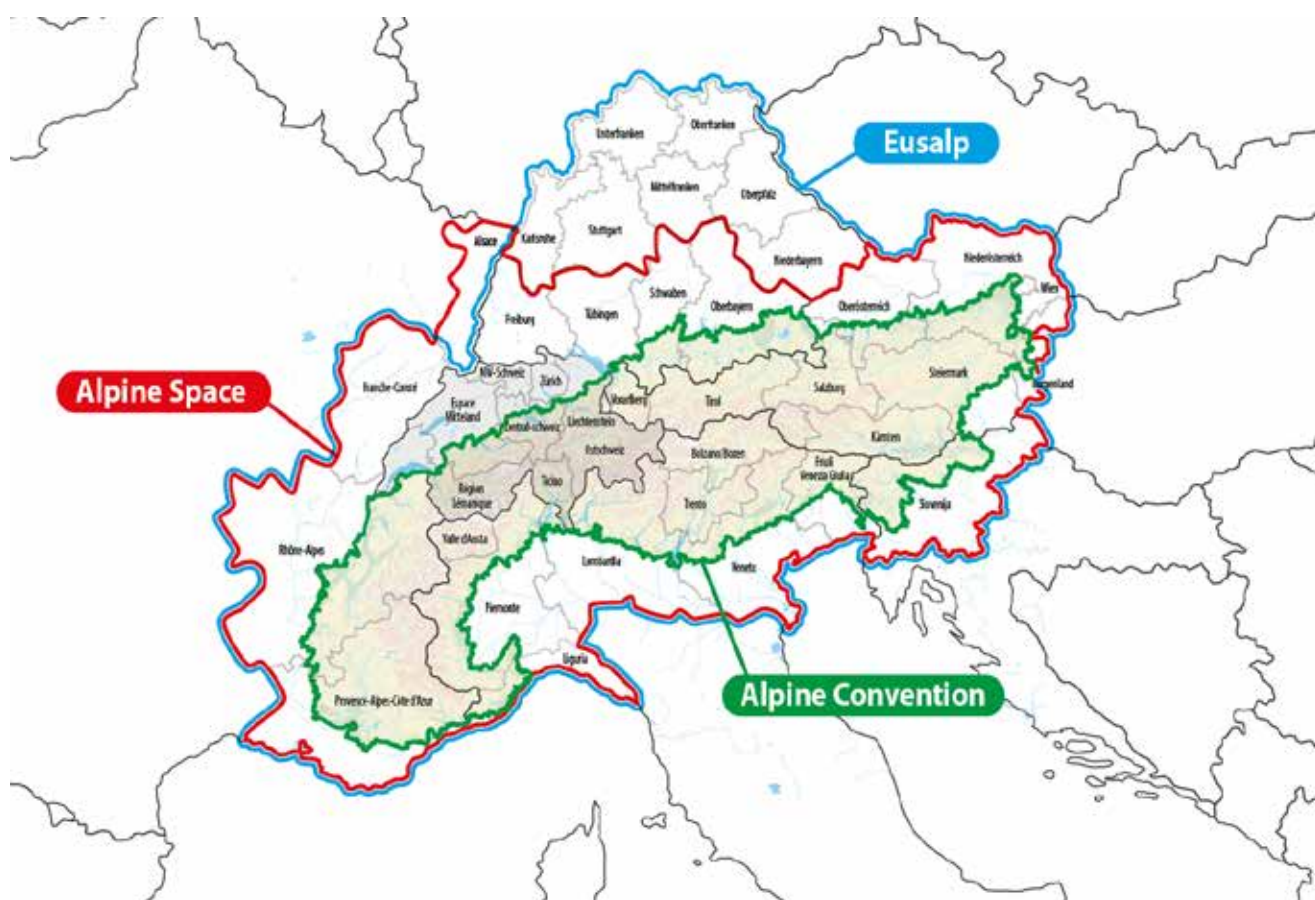 Unterfranken
Oberfranken
Eusalp
Mittelfranken
Oberpfalz
Alsace
Karlsruhe
Stuttgart
Niederbayern
Niederösterreich
Wien
Schwaben
Oberbayern
Oberösterreich
Freiburg
Tübingen
Alpine Space
Franche-Comté
NW-Schweiz
Zürich
Espace
Mittelland
Vorarlberg
Tirol
Salzburg
Steiermark
Burgenland
Zentral-schweiz
Liechtenstein
Ostschweiz
Kärnten
Bolzano/Bozen
Friuli
Venezia Giulia
Région
Lémanique
Ticino
Trento
Slovenija
Valle d'Aosta
Rhône-Alpes
Lombardia
Veneto
Piemonte
Liguria
Provence-Alpes-Côte d'Azur
Alpine Convention